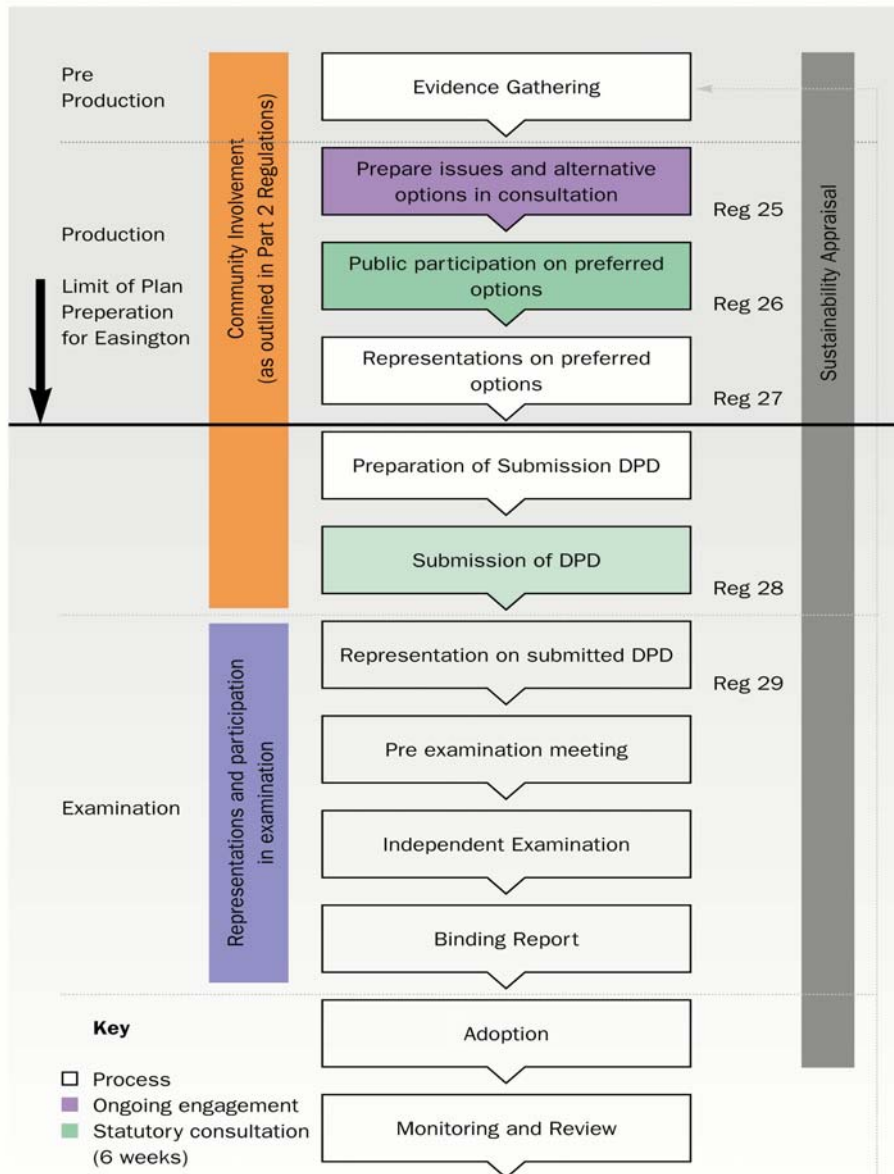 Pre
Production
Community Involvement
(as outlined in Part 2 Regulations)
Evidence Gathering
Sustainability Appraisal
Prepare issues and alternative
options in consultation
Reg 25
Production
Public participation on preferred
options
Reg 26
Limit of Plan
Preperation
for Easington
Representations on preferred
options
Reg 27
Preparation of Submission DPD
Submission of DPD
Reg 28
Representations and participation
in examination
Representation on submitted DPD
Reg 29
Pre examination meeting
Examination
Independent Examination
Binding Report
Adoption
Monitoring and Review
Key
Process
Ongoing engagement
Statutory consultation
(6 weeks)